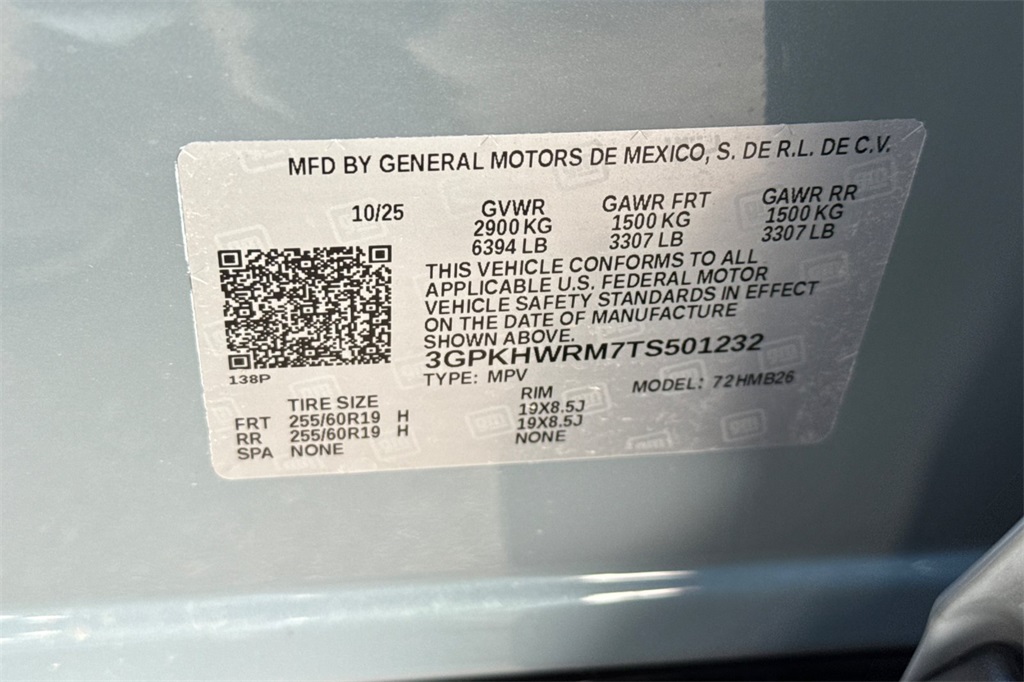 MFD BY GENERAL MOTORS DE MEXICO, S. DE R.L. DE C.V.
10/25
GVWR
2900 KG
6394 LB
GAWR FRT
1500 KG
3307 LB
GAWR RR
1500 KG
3307 LB
THIS VEHICLE CONFORMS TO ALL
APPLICABLE U.S. FEDERAL MOTOR
VEHICLE SAFETY STANDARDS IN EFFECT
ON THE DATE OF MANUFACTURE
SHOWN ABOVE.
3GPKHWRM7TS501232
TYPE: MPV
MODEL: 72HMB26
138P
TIRE SIZE
RIM
FRT 255/60R19 H 19X8.5J
RR 255/60R19 H 19X8.5J
SPA NONE NONE